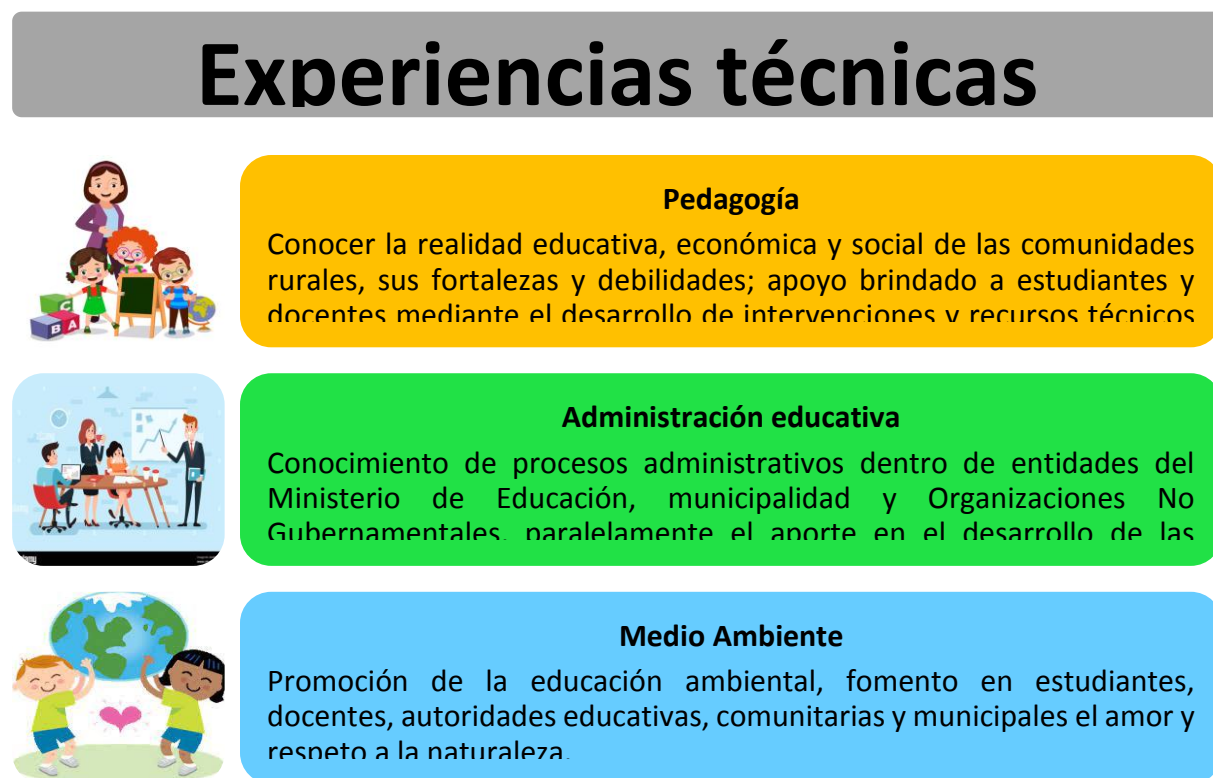 Experiencias técnicas
Pedagogía
Conocer la realidad educativa, económica y social de las comunidades
rurales, sus fortalezas y debilidades; apoyo brindado a estudiantes y
docentes mediante el desarrollo de intervenciones y recursos técnicos
C
B A
Administración educativa
Conocimiento de procesos administrativos dentro de entidades del
Ministerio de Educación, municipalidad y Organizaciones No
Gubernamentales, paralelamente el aporte en el desarrollo de las
Medio Ambiente
Promoción de la educación ambiental, fomento en estudiantes,
docentes, autoridades educativas, comunitarias y municipales el amor y
respeto a la naturaleza.